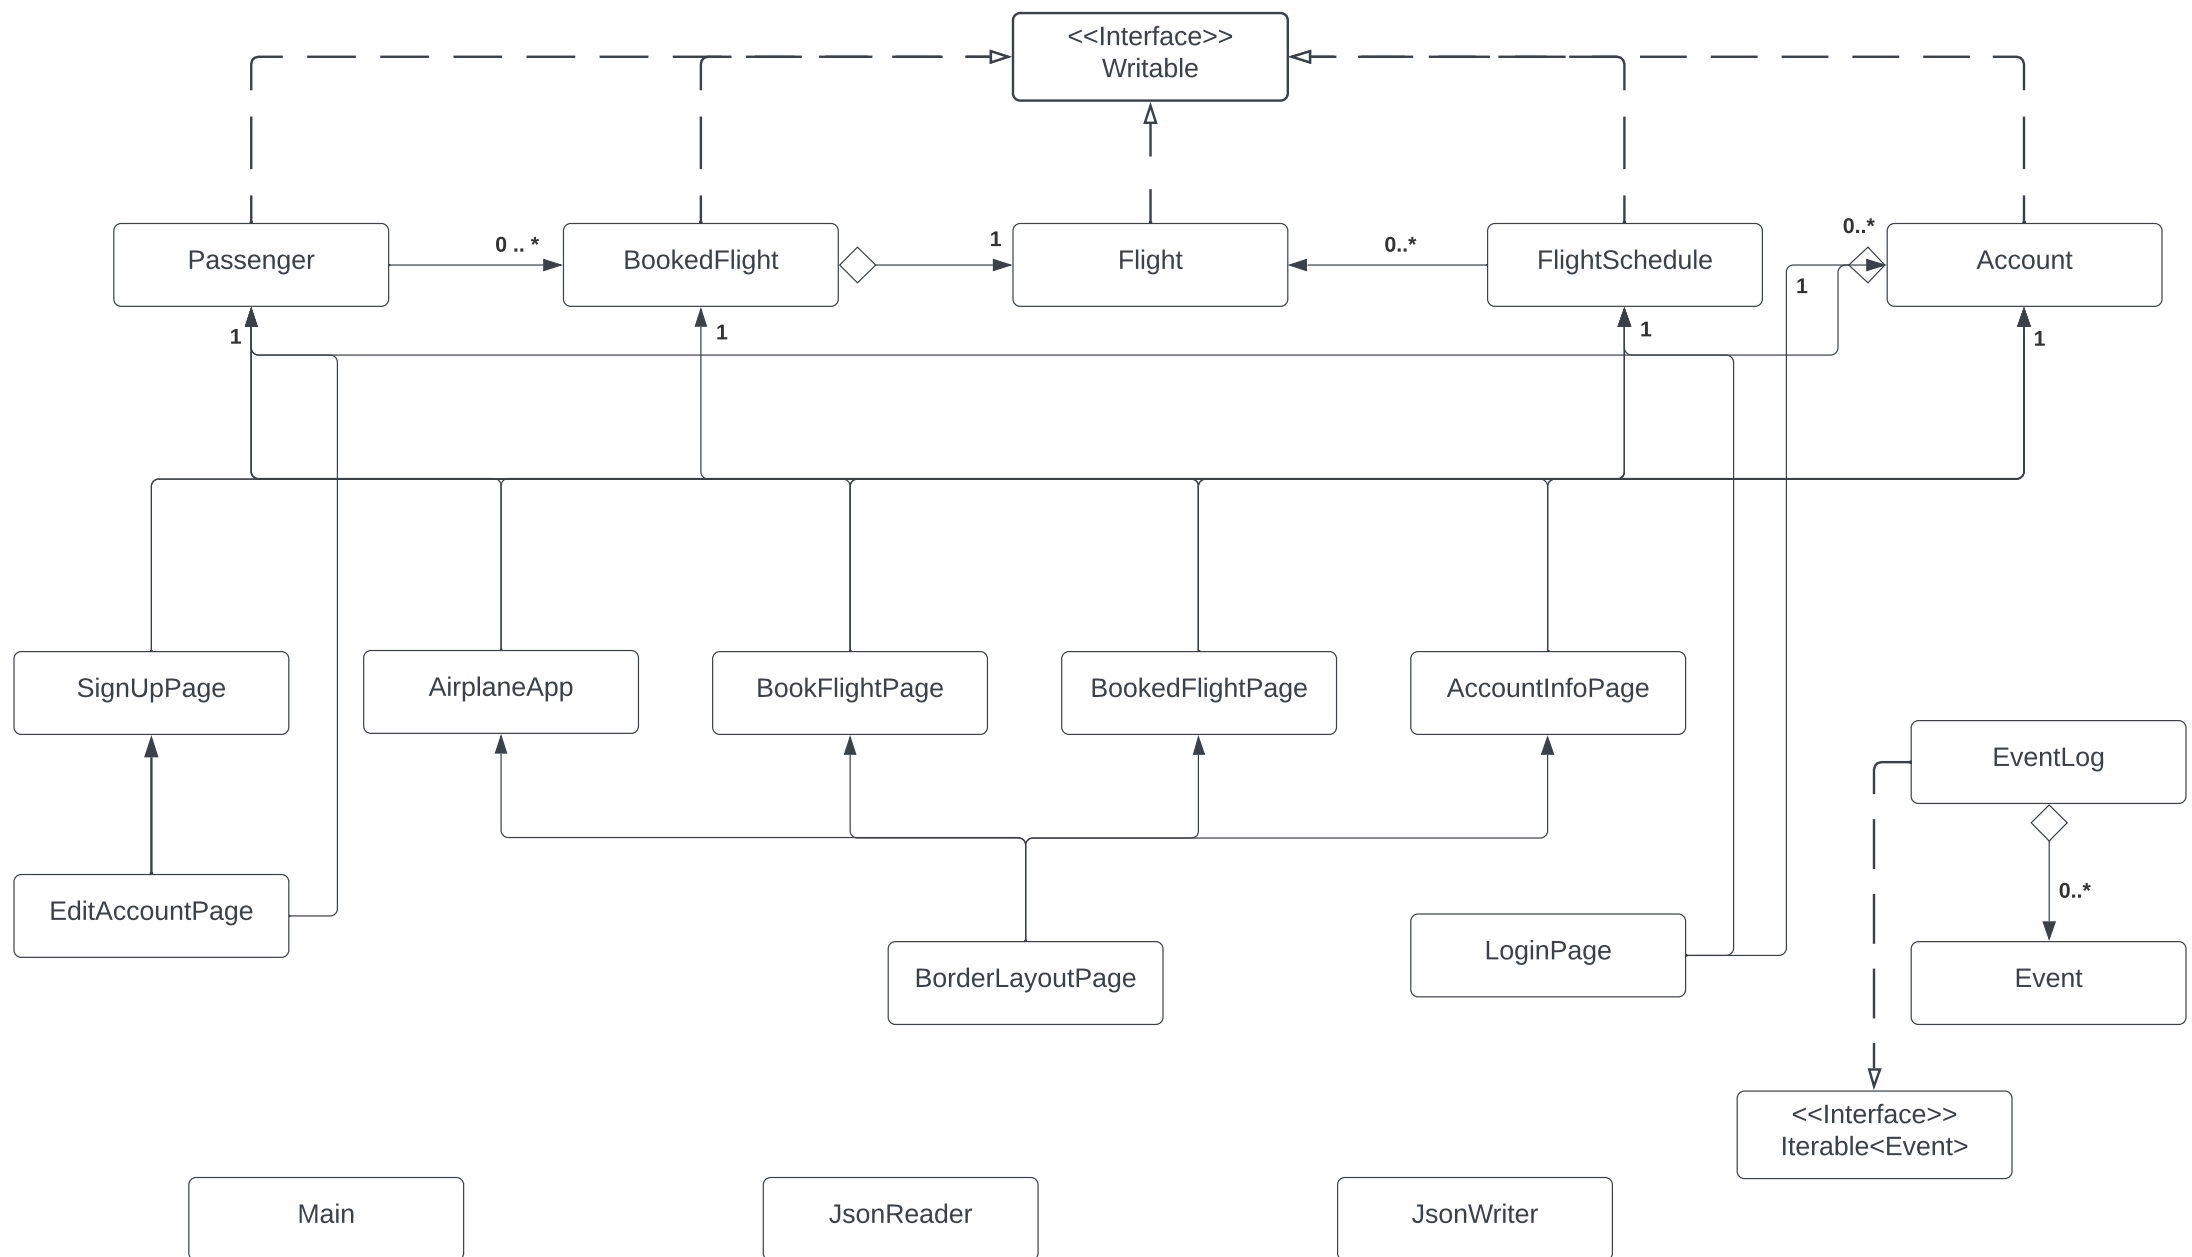 <<Interface>>
Writable
0 .. *
1
0..*
0..*
Passenger
BookedFlight
Flight
FlightSchedule
Account
1
1
1
1
1
SignUpPage
AirplaneApp
BookFlightPage
BookedFlightPage
AccountInfoPage
EventLog
0..*
EditAccountPage
BorderLayoutPage
LoginPage
Event
<<Interface>>
Iterable<Event>
Main
JsonReader
JsonWriter